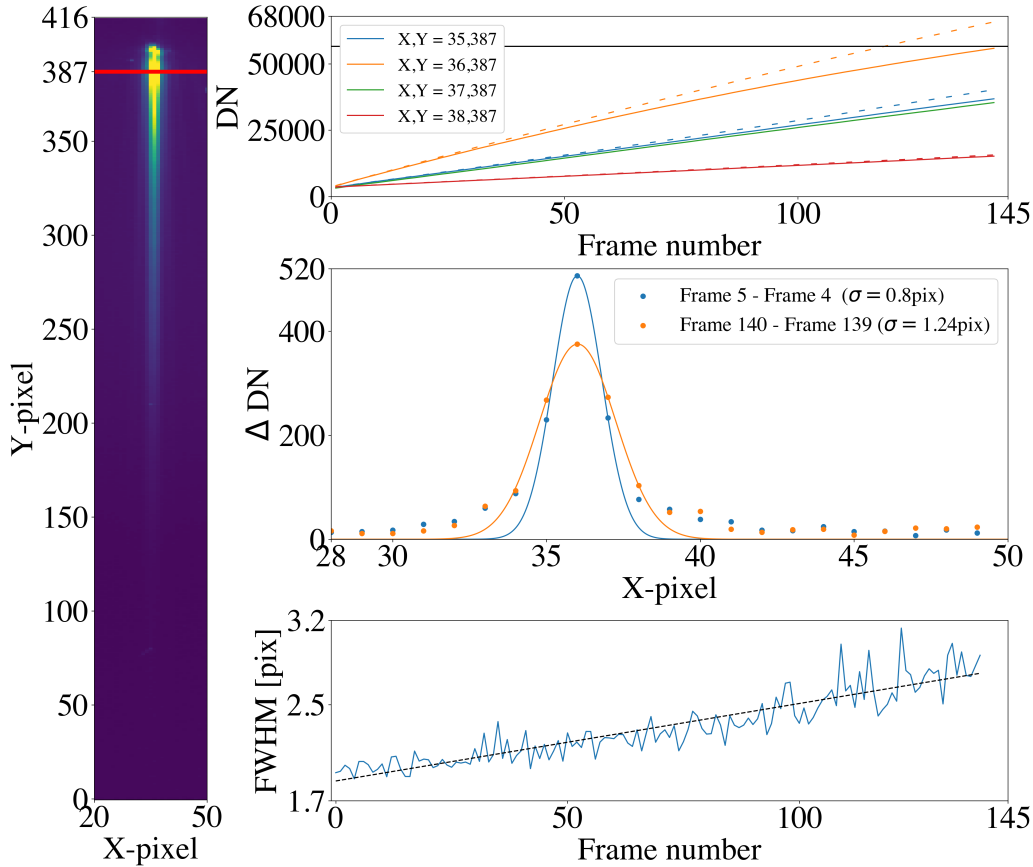 416
387
350
300
250
200
150
100
50
0
20
50
X-pixel
Y-pixel
68000
50000
25000
0
DN
X,Y = 35,387
X,Y = 36,387
X,Y = 37,387
X,Y = 38,387
0
50
100
145
Frame number
520
400
200
0
Δ DN
Frame 5 - Frame 4 (σ = 0.8pix)
Frame 140 - Frame 139 (σ = 1.24pix)
28
30
35
40
45
50
X-pixel
3.2
2.5
1.7
FWHM [pix]
0
50
100
145
Frame number